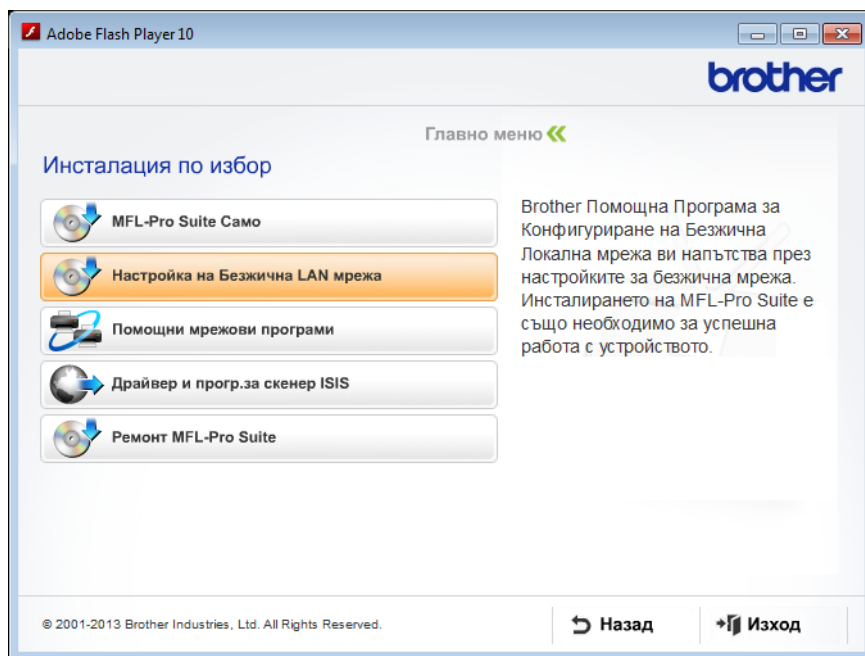 Adobe Flash Player 10
brother
Главно меню
Инсталация по избор
MFL-Pro Suite Само
Настройка на Безжична LAN мрежа
Помощни мрежови програми
Драйвер и прогр.за скенер ISIS
Ремонт MFL-Pro Suite
Brother Помощна Програма за
Конфигуриране на Безжична
Локална мрежа ви напътства през
настройките за безжична мрежа.
Инсталирането на MFL-Pro Suite е
също необходимо за успешна
работа с устройството.
© 2001-2013 Brother Industries, Ltd. All Rights Reserved.
Назад
Изход